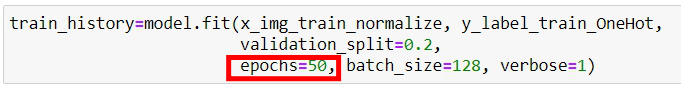 train_history=model.fit(x_img_train_normalize, y_label_train_OneHot,
validation_split=0.2,
epochs=50, batch_size=128, verbose=1)